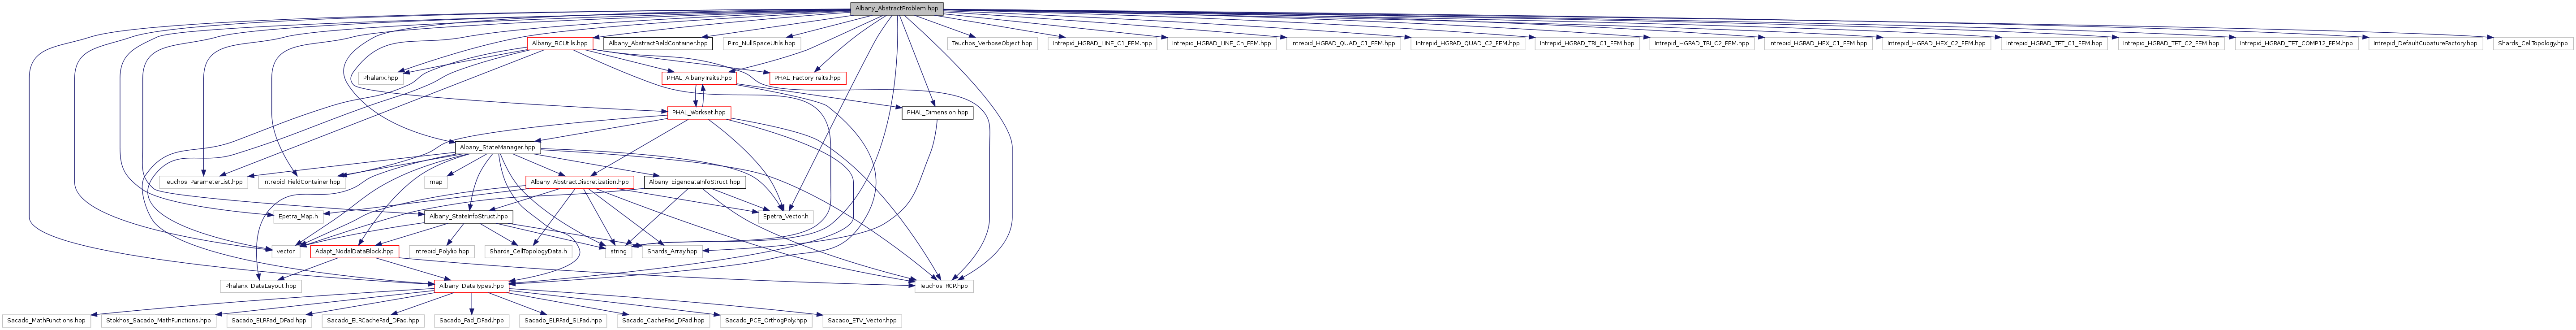 Albany_AbstractProblem.hpp
Albany_BCUtils.hpp
Albany_AbstractFieldContainer.hpp
Piro_NullSpaceUtils.hpp
Teuchos_VerboseObject.hpp
Intrepid_HGRAD_LINE_C1_FEM.hpp
Intrepid_HGRAD_LINE_Cn_FEM.hpp
Intrepid_HGRAD_QUAD_C1_FEM.hpp
Intrepid_HGRAD_QUAD_C2_FEM.hpp
Intrepid_HGRAD_TRI_C1_FEM.hpp
Intrepid_HGRAD_TRI_C2_FEM.hpp
Intrepid_HGRAD_HEX_C1_FEM.hpp
Intrepid_HGRAD_HEX_C2_FEM.hpp
Intrepid_HGRAD_TET_C1_FEM.hpp
Intrepid_HGRAD_TET_C2_FEM.hpp
Intrepid_HGRAD_TET_COMP12_FEM.hpp
Intrepid_DefaultCubatureFactory.hpp
Shards_CellTopology.hpp
Phalanx.hpp
PHAL_AlbanyTraits.hpp
PHAL_FactoryTraits.hpp
PHAL_Workset.hpp
PHAL_Dimension.hpp
Albany_StateManager.hpp
Teuchos_ParameterList.hpp
Intrepid_FieldContainer.hpp
map
Albany_AbstractDiscretization.hpp
Albany_EigendataInfoStruct.hpp
Epetra_Map.h
Albany_StateInfoStruct.hpp
Epetra_Vector.h
vector
Adapt_NodalDataBlock.hpp
Intrepid_Polylib.hpp
Shards_CellTopologyData.h
string
Shards_Array.hpp
Phalanx_DataLayout.hpp
Albany_DataTypes.hpp
Teuchos_RCP.hpp
Sacado_MathFunctions.hpp
Stokhos_Sacado_MathFunctions.hpp
Sacado_ELRFad_DFad.hpp
Sacado_ELRCacheFad_DFad.hpp
Sacado_Fad_DFad.hpp
Sacado_ELRFad_SLFad.hpp
Sacado_CacheFad_DFad.hpp
Sacado_PCE_OrthogPoly.hpp
Sacado_ETV_Vector.hpp